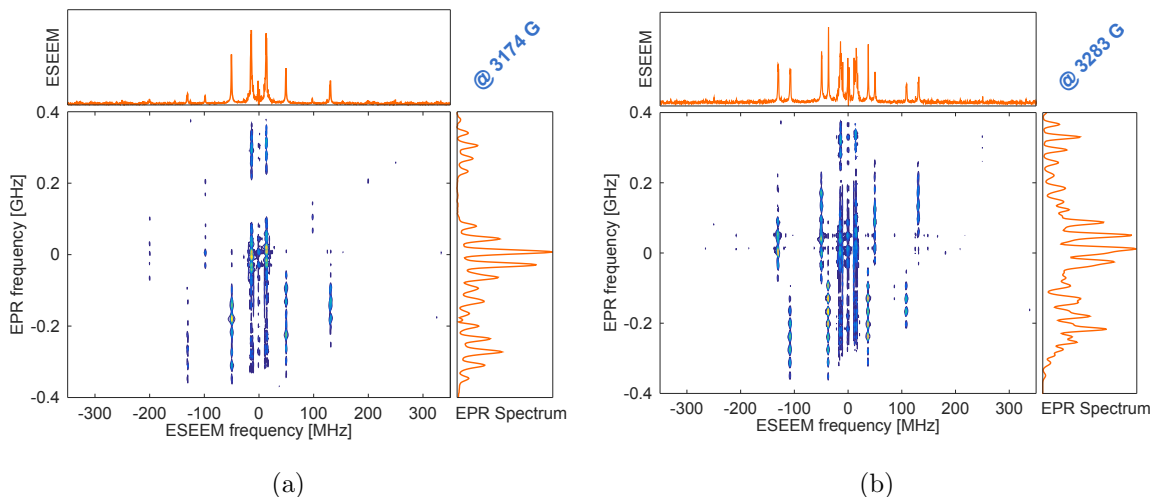 ESEEM
@ 3174 G
0.4
0.2
0
-0.2
-0.4
EPR frequency [GHz]
-300 -200 -100 0 100 200 300
ESEEM frequency [MHz]
EPR Spectrum
(a)
ESEEM
@ 3283 G
0.4
0.2
0
-0.2
-0.4
EPR frequency [GHz]
-300 -200 -100 0 100 200 300
ESEEM frequency [MHz]
EPR Spectrum
(b)